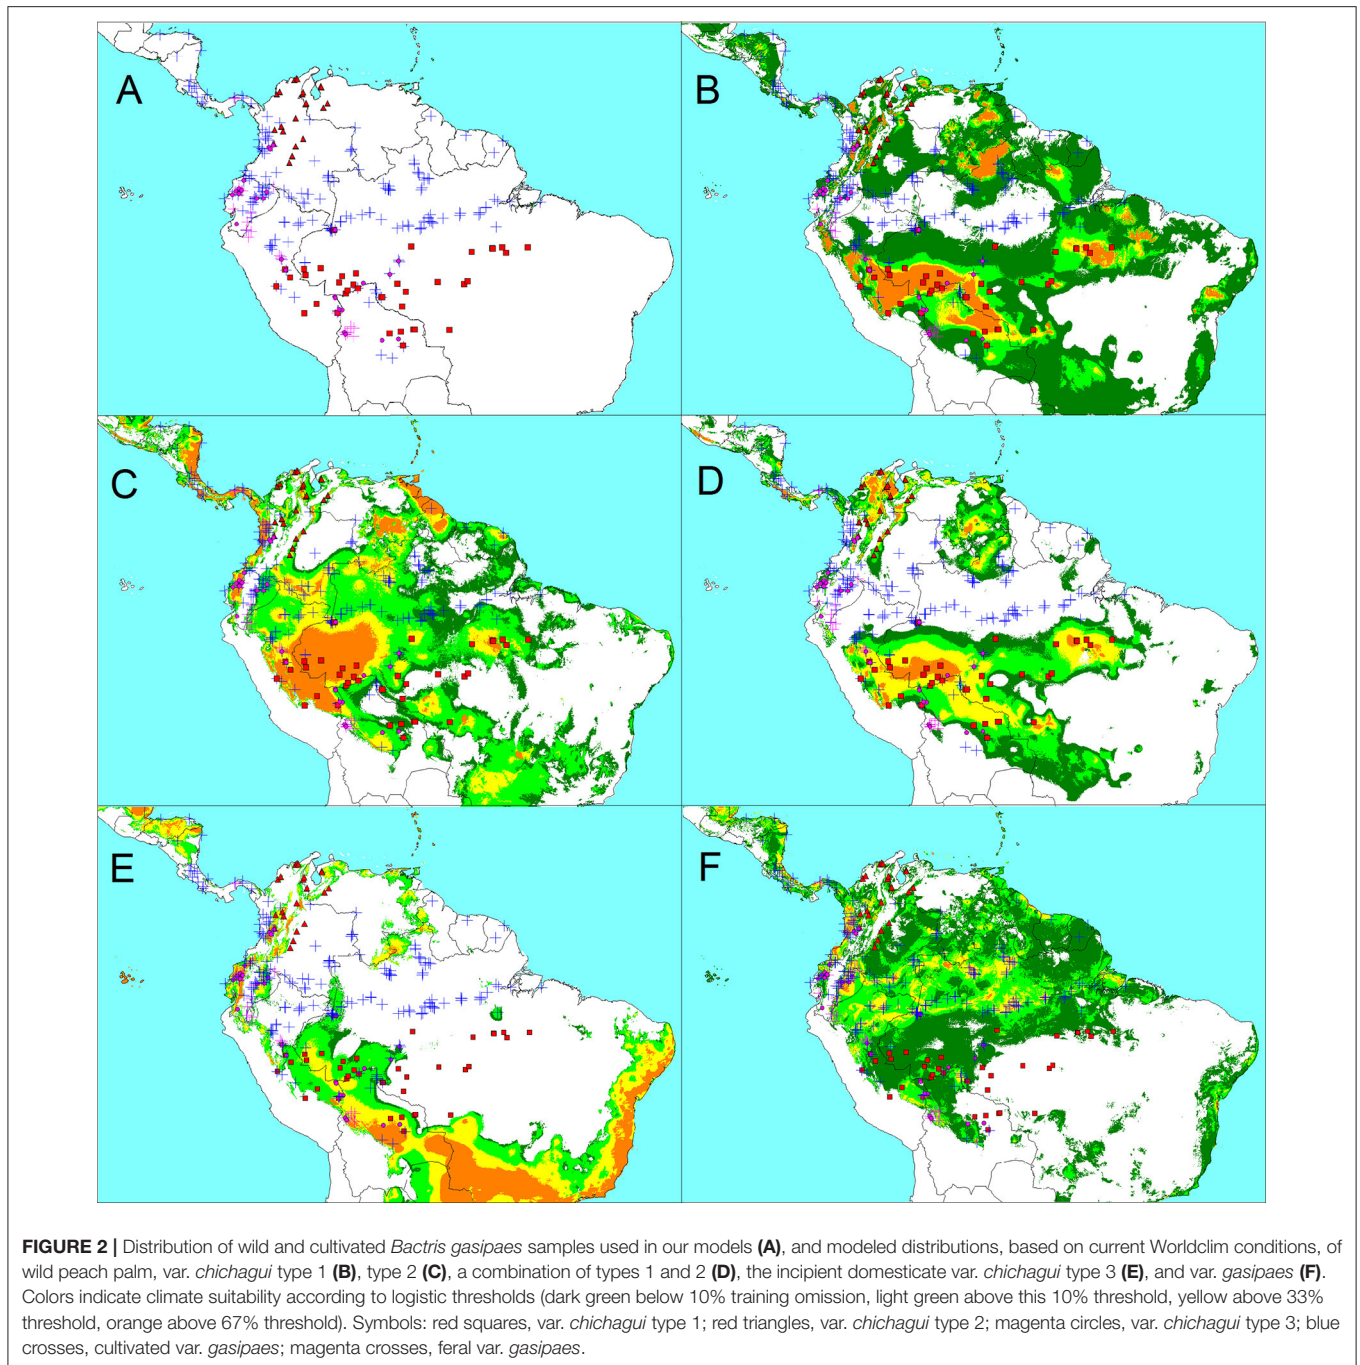 A
B
C
D
E
F
FIGURE 2 | Distribution of wild and cultivated Bactris gasipaes samples used in our models (A), and modeled distributions, based on current Worldclim conditions, of
wild peach palm, var. chichagui type 1 (B), type 2 (C), a combination of types 1 and 2 (D), the incipient domesticate var. chichagui type 3 (E), and var. gasipaes (F).
Colors indicate climate suitability according to logistic thresholds (dark green below 10% training omission, light green above this 10% threshold, yellow above 33%
threshold, orange above 67% threshold). Symbols: red squares, var. chichagui type 1; red triangles, var. chichagui type 2; magenta circles, var. chichagui type 3; blue
crosses, cultivated var. gasipaes; magenta crosses, feral var. gasipaes.